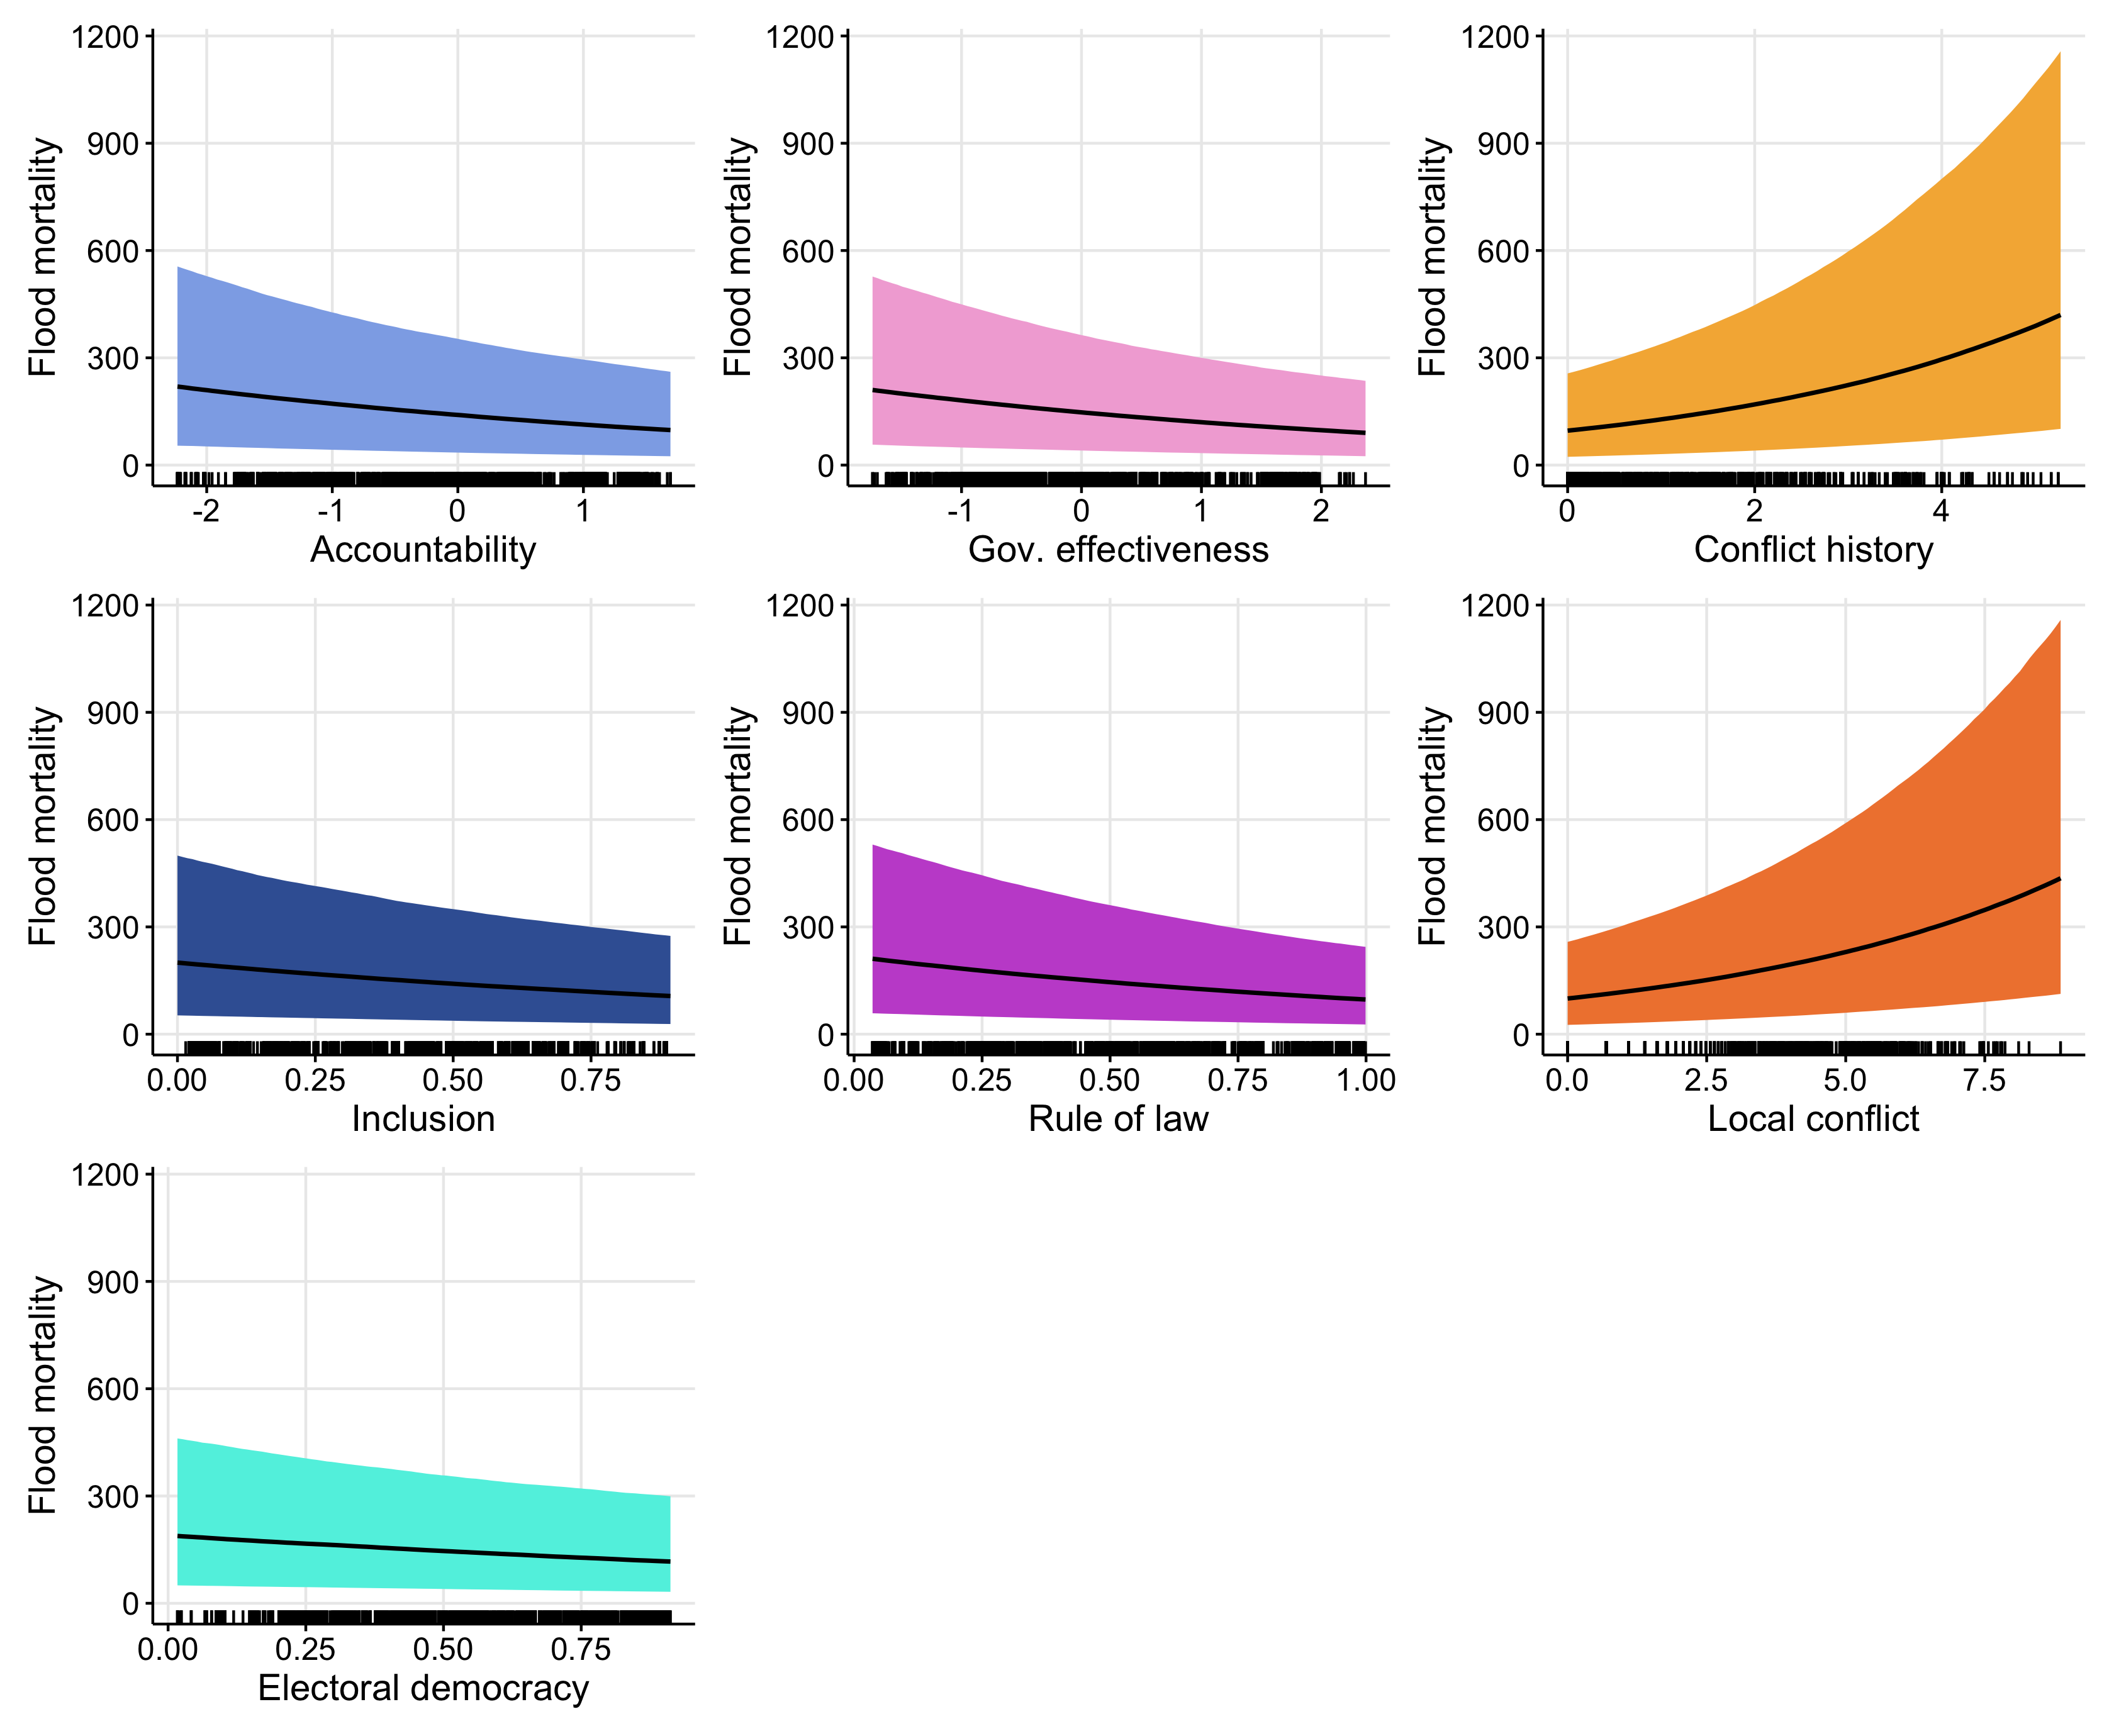 1200
900
600
300
0
Flood mortality
-2 -1 0 1
Accountability
1200
900
600
300
0
Flood mortality
-1 0 1 2
Gov. effectiveness
1200
900
600
300
0
Flood mortality
0 2 4
Conflict history
1200
900
600
300
0
Flood mortality
0.00 0.25 0.50 0.75
Inclusion
1200
900
600
300
0
Flood mortality
0.00 0.25 0.50 0.75 1.00
Rule of law
1200
900
600
300
0
Flood mortality
0.0 2.5 5.0 7.5
Local conflict
1200
900
600
300
0
Flood mortality
0.00 0.25 0.50 0.75
Electoral democracy